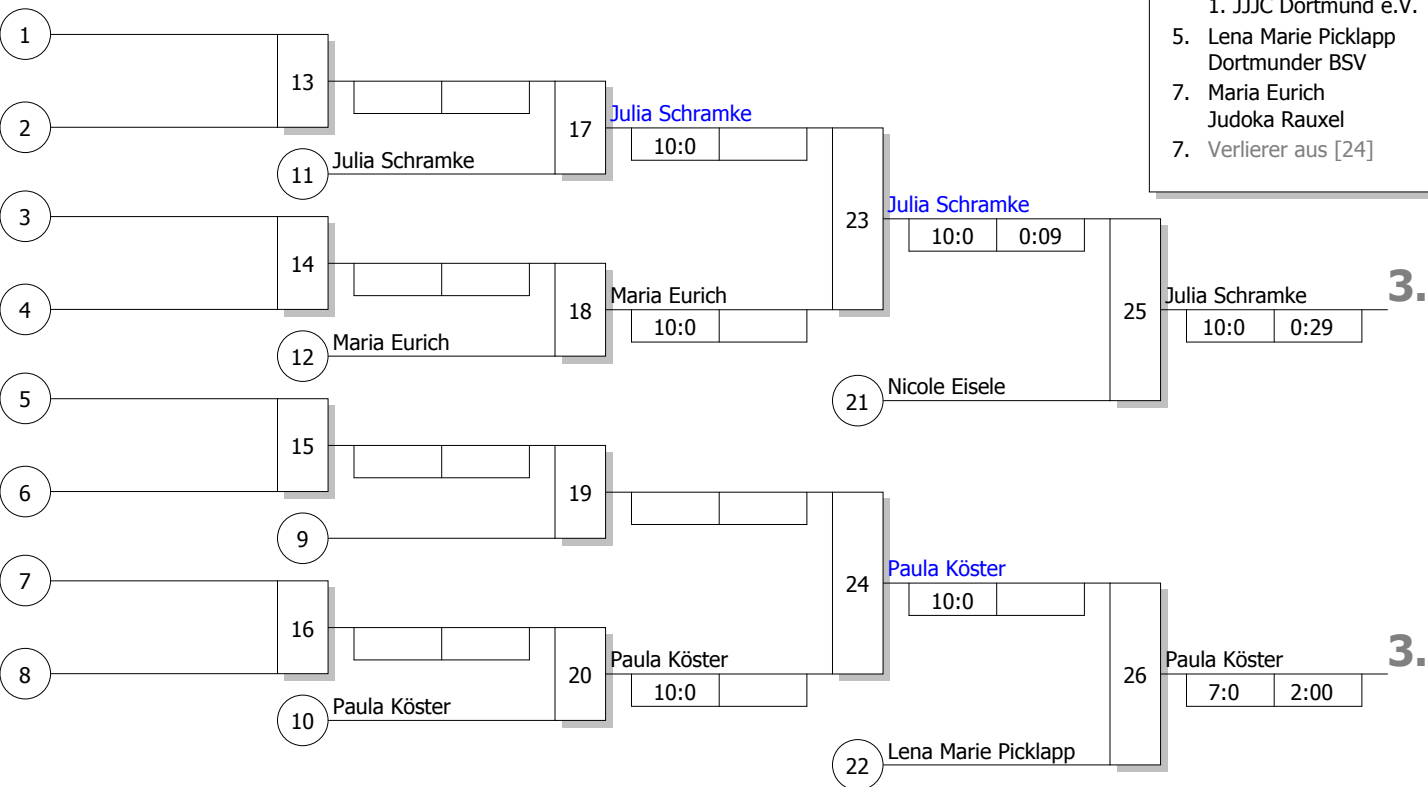 1. JJJC Dortmund e.V.
5. Lena Marie Picklapp
Dortmunder BSV
7. Maria Eurich
Judoka Rauxel
7. Verlierer aus [24]
1
13
2
17
Julia Schramke
10:0
11
Julia Schramke
3
23
Julia Schramke
10:0 0:09
14
4
18
Maria Eurich
10:0
25
Julia Schramke
3.
10:0 0:29
12
Maria Eurich
5
21
Nicole Eisele
15
6
19
9
7
24
Paula Köster
10:0
16
8
20
Paula Köster
10:0
26
Paula Köster
3.
7:0 2:00
10
Paula Köster
22
Lena Marie Picklapp